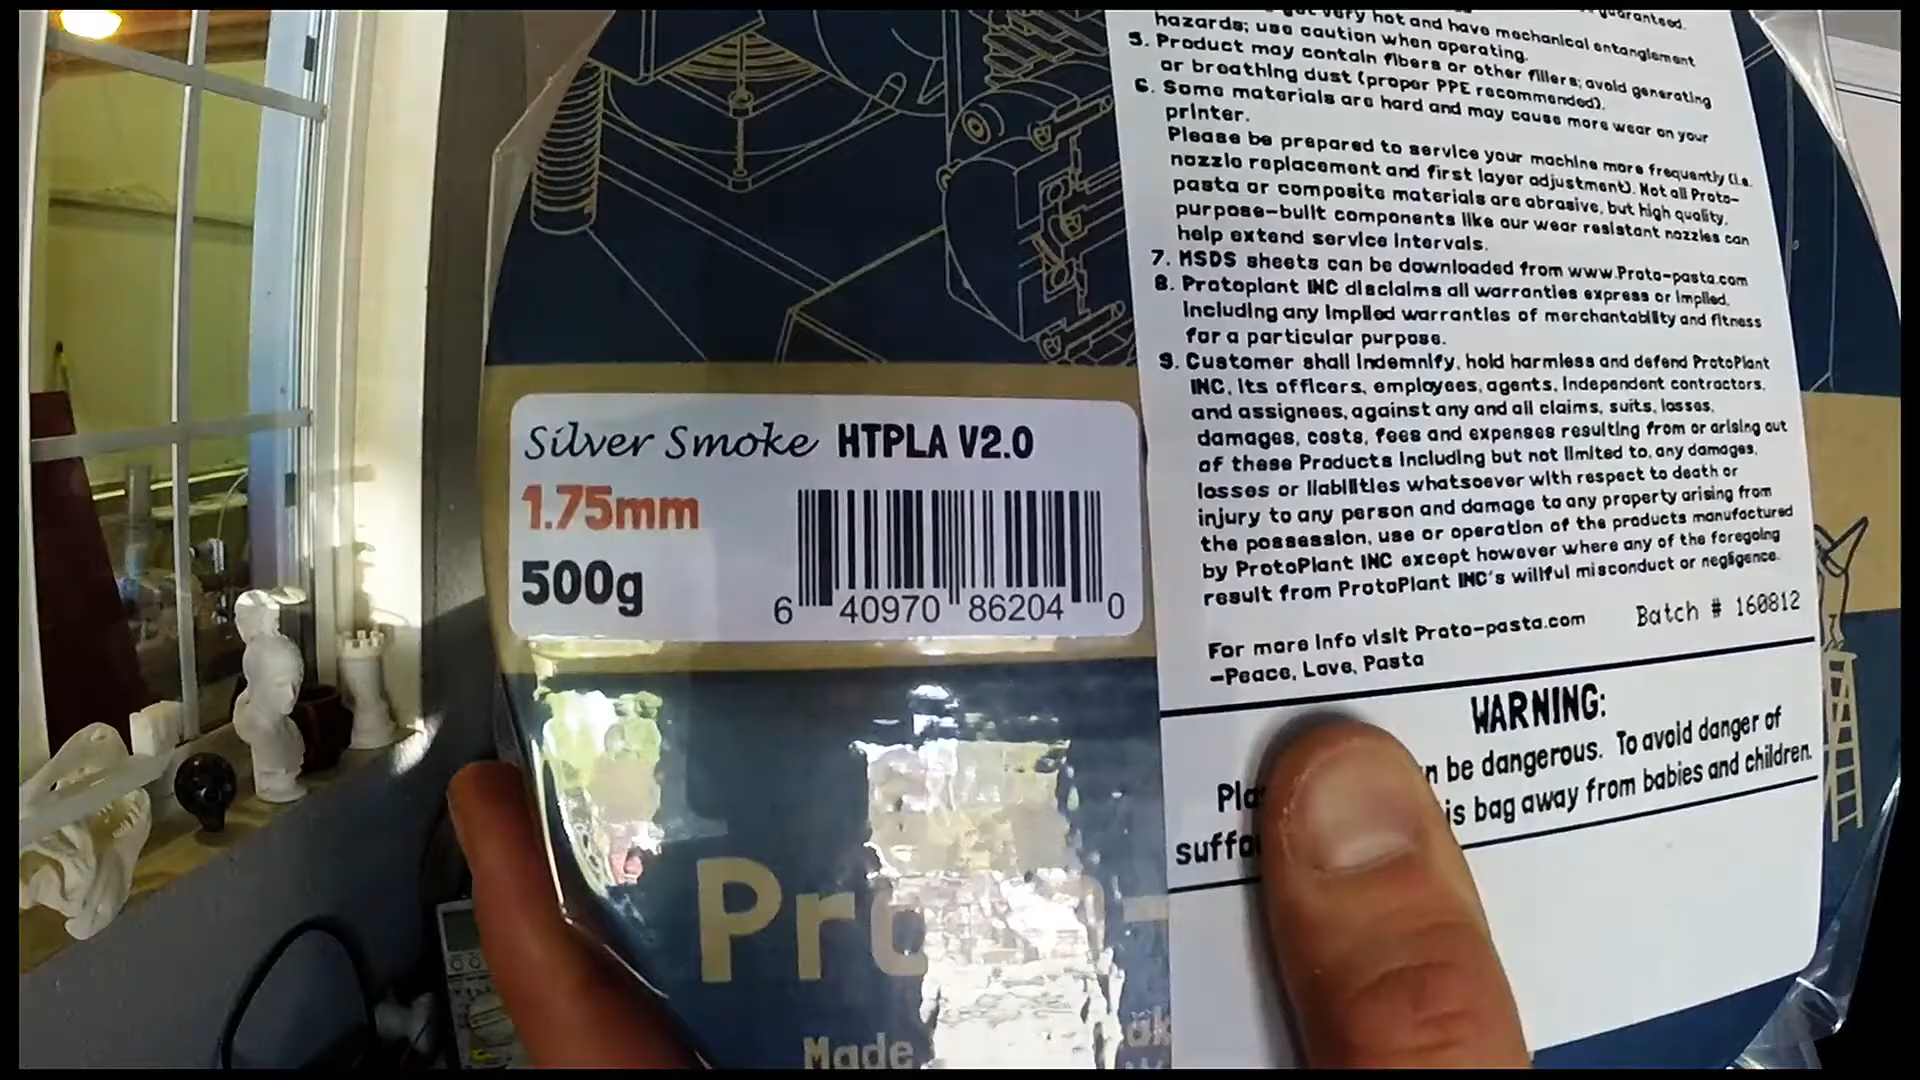 guaranteed.
very hot and have mechanical entanglement
hazards; use caution when operating.
5. Product may contain fibers or other fillers; avoid generating
or breathing dust (proper PPE recommended).
6. Some materials are hard and may cause more wear on your
printer.
Please be prepared to service your machine more frequently (i.e.
nozzle replacement and first layer adjustment). Not all Proto-
pasta or composite materials are abrasive, but high quality,
purpose-built components like our wear resistant nozzles can
help extend service intervals.
7. MSDS sheets can be downloaded from www.Proto-pasta.com
8. Protoplant INC disclaims all warranties express or implied,
including any implied warranties of merchantability and fitness
for a particular purpose.
9. Customer shall indemnify, hold harmless and defend ProtoPlant
INC, its officers, employees, agents, independent contractors,
and assignees, against any and all claims, suits, losses,
damages, costs, fees and expenses resulting from or arising out
of these Products including but not limited to, any damages,
losses or liabilities whatsoever with respect to death or
injury to any person and damage to any property arising from
the possession, use or operation of the products manufactured
by ProtoPlant INC except however where any of the foregoing
result from ProtoPlant INC's willful misconduct or negligence.
For more info visit Proto-pasta.com Batch # 160812
-Peace, Love, Pasta
WARNING:
Pla n be dangerous. To avoid danger of
suffo is bag away from babies and children.
Silver Smoke HTPLA V2.0
1.75mm
500g
6 40970 86204 0
Pro
Made